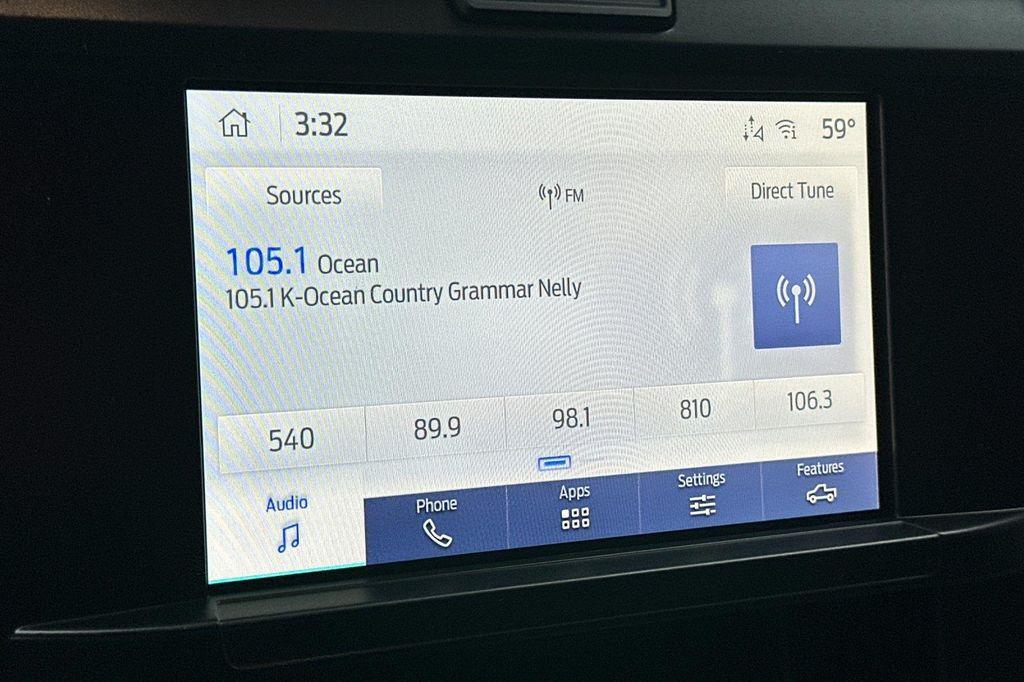 3:32
59°
Sources
FM
Direct Tune
105.1 Ocean
105.1 K-Ocean Country Grammar Nelly
540
89.9
98.1
810
106.3
Audio
Phone
Apps
Settings
Features